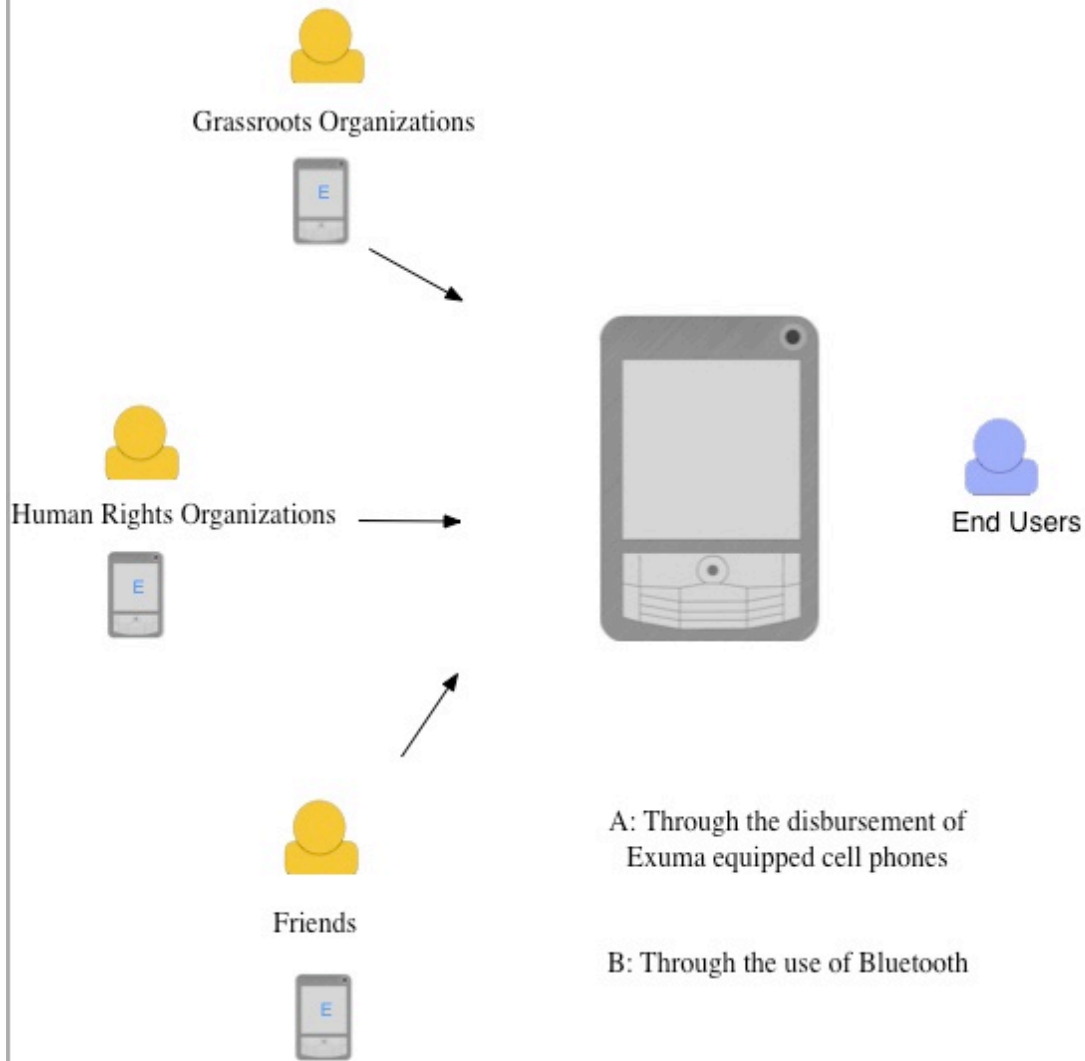 Grassroots Organizations
E
Human Rights Organizations
E
End Users
Friends
E
A: Through the disbursement of
Exuma equipped cell phones
B: Through the use of Bluetooth